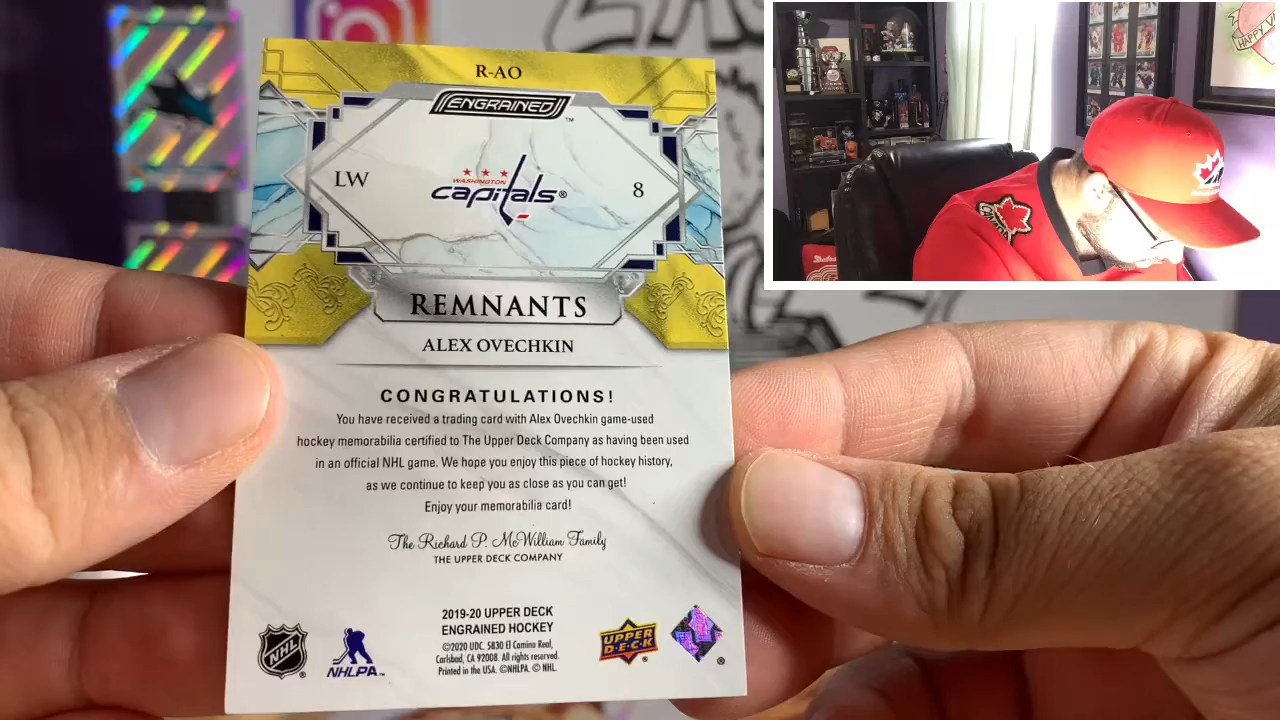 R-AO
ENGRAINED™
LW
WASHINGTON
capitals®
8
REMNANTS
ALEX OVECHKIN
CONGRATULATIONS!
You have received a trading card with Alex Ovechkin game-used
hockey memorabilia certified to The Upper Deck Company as having been used
in an official NHL game. We hope you enjoy this piece of hockey history,
as we continue to keep you as close as you can get!
Enjoy your memorabilia card!
The Richard P. McWilliam Family
THE UPPER DECK COMPANY
2019-20 UPPER DECK
ENGRAINED HOCKEY
©2020 UDC. 5830 El Camino Real,
Carlsbad, CA 92008. All rights reserved.
Printed in the USA. ©NHLPA. © NHL.
NHL®
NHLPA™
UPPER
D·E·C·K®
HAPPY